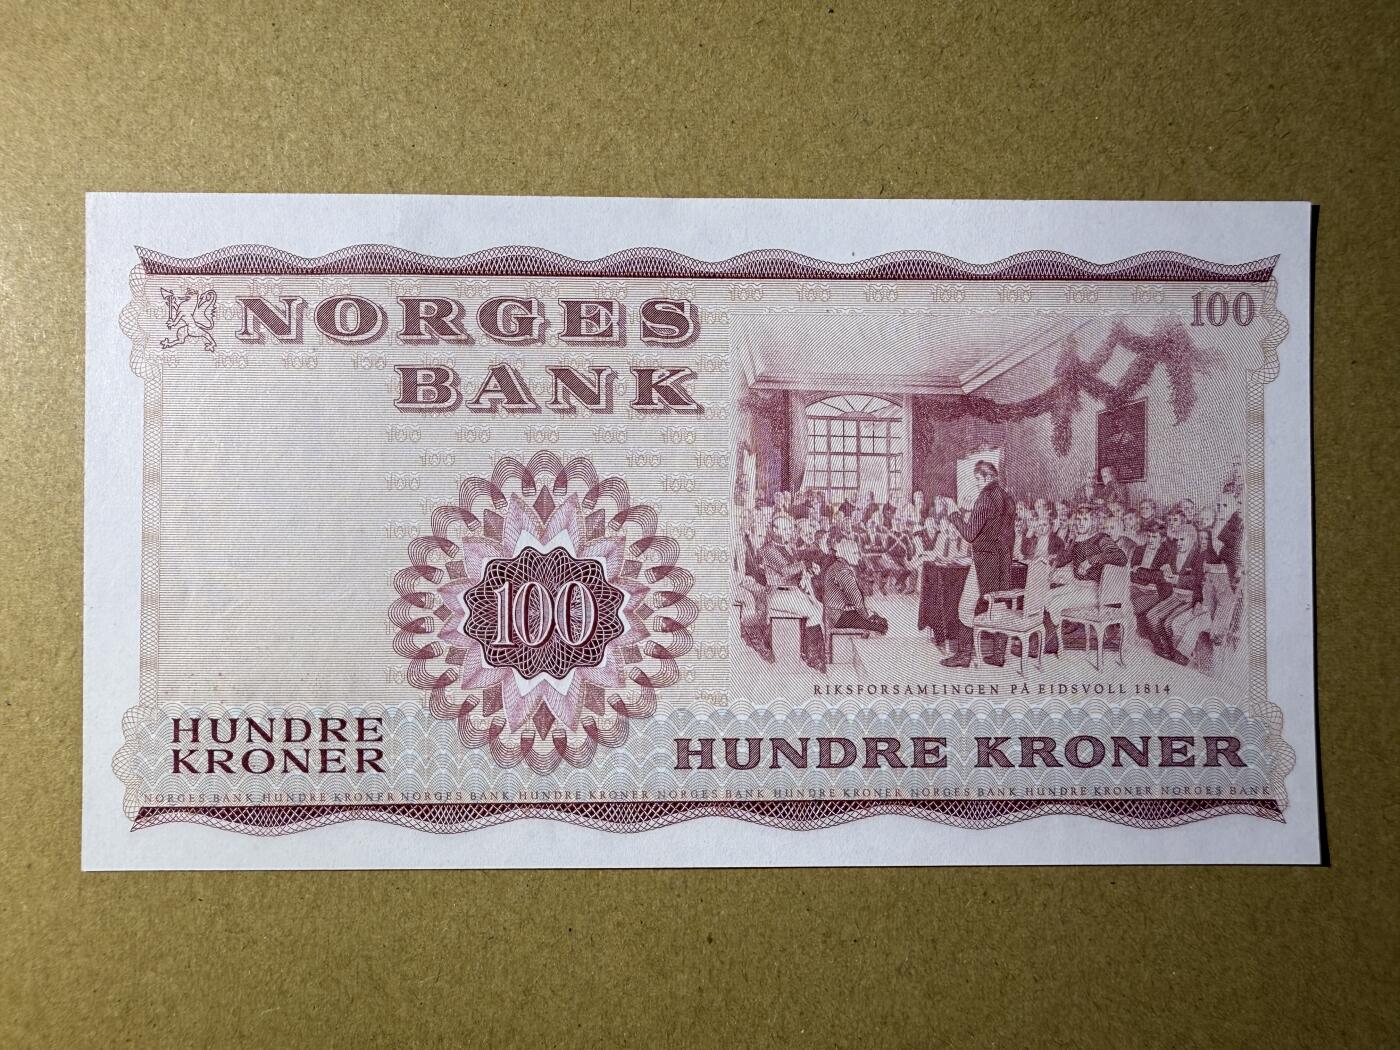 NORGES
BANK
100
100
RIKSFORSAMLINGEN PÅ EIDSVOLL 1814
HUNDRE
KRONER
HUNDRE KRONER
NORGES BANK HUNDRE KRONER NORGES BANK HUNDRE KRONER NORGES BANK HUNDRE KRONER NORGES BANK HUNDRE KRONER NORGES BANK